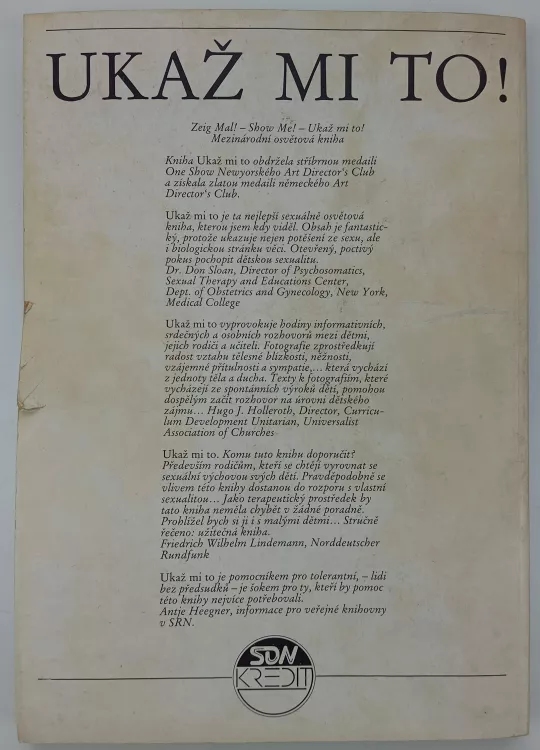 UKAŽ MI TO!
Zeig Mal! – Show Me! – Ukaž mi to!
Mezinárodní osvětová kniha
Kniha Ukaž mi to obdržela stříbrnou medaili
One Show Newyorského Art Director's Club
a získala zlatou medaili německého Art
Director's Club.
Ukaž mi to je ta nejlepší sexuálně osvětová
kniha, kterou jsem kdy viděl. Obsah je fantastic-
ký, protože ukazuje nejen potěšení ze sexu, ale
i biologickou stránku věci. Otevřený, poctivý
pokus pochopit dětskou sexualitu.
Dr. Don Sloan, Director of Psychosomatics,
Sexual Therapy and Educations Center,
Dept. of Obstetrics and Gynecology, New York,
Medical College
Ukaž mi to vyprovokuje hodiny informativních,
srdečných a osobních rozhovorů mezi dětmi,
jejich rodiči a učiteli. Fotografie zprostředkují
radost vztahu tělesné blízkosti, něžnosti,
vzájemné přítulnosti a sympatie,... která vychází
z jednoty těla a ducha. Texty k fotografiím, které
vycházejí ze spontánních výroků dětí, pomohou
dospělým začít rozhovor na úrovni dětského
zájmu... Hugo J. Holleroth, Director, Curricu-
lum Development Unitarian, Universalist
Association of Churches
Ukaž mi to. Komu tuto knihu doporučit?
Především rodičům, kteří se chtějí vyrovnat se
sexuální výchovou svých dětí. Pravděpodobně se
vlivem této knihy dostanou do rozporu s vlastní
sexualitou... Jako terapeutický prostředek by
tato kniha neměla chybět v žádné poradně.
Prohlížel bych si ji i s malými dětmi... Stručně
řečeno: užitečná kniha.
Friedrich Wilhelm Lindemann, Norddeutscher
Rundfunk
Ukaž mi to je pomocníkem pro tolerantní, – lidi
bez předsudků – je šokem pro ty, kteří by pomoc
této knihy nejvíce potřebovali.
Antje Heegner, informace pro veřejné knihovny
v SRN.
SDN
KREDIT